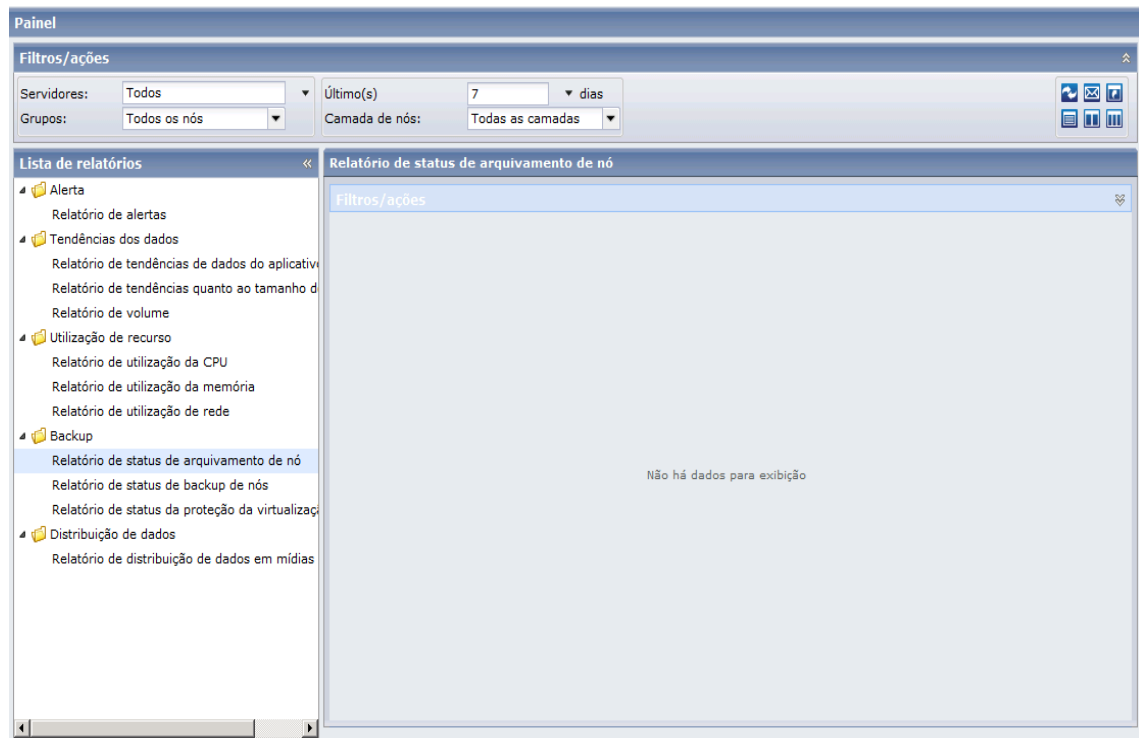 Painel
Filtros/ações
Servidores: Todos Último(s) 7 dias
Grupos: Todos os nós Camada de nós: Todas as camadas
Lista de relatórios
Alerta
Relatório de alertas
Tendências dos dados
Relatório de tendências de dados do aplicativo
Relatório de tendências quanto ao tamanho d
Relatório de volume
Utilização de recurso
Relatório de utilização da CPU
Relatório de utilização da memória
Relatório de utilização de rede
Backup
Relatório de status de arquivamento de nó
Relatório de status de backup de nós
Relatório de status da proteção da virtualizaç
Distribuição de dados
Relatório de distribuição de dados em mídias
Relatório de status de arquivamento de nó
Filtros/ações
Não há dados para exibição